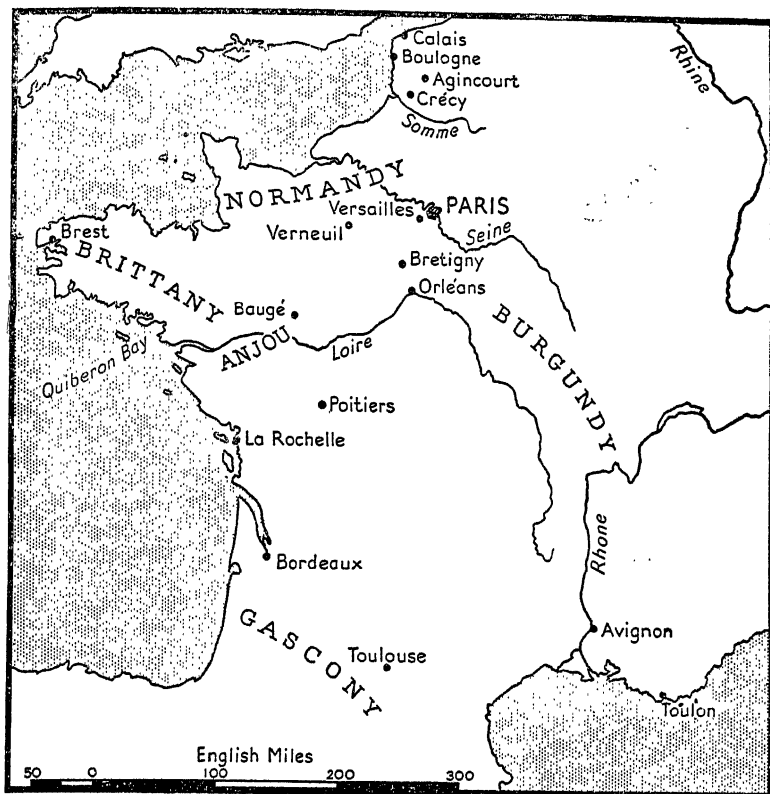 Calais
Boulogne
Agincourt
Crécy
Somme
Rhine
NORMANDY
Versailles
PARIS
Verneuil
Seine
Brest
BRITTANY
Bretigny
Orléans
Baugé
ANJOU
Loire
BURGUNDY
Quiberon Bay
Poitiers
La Rochelle
Rhone
Bordeaux
GASCONY
Avignon
Toulouse
Toulon
English Miles
50 0 100 200 300